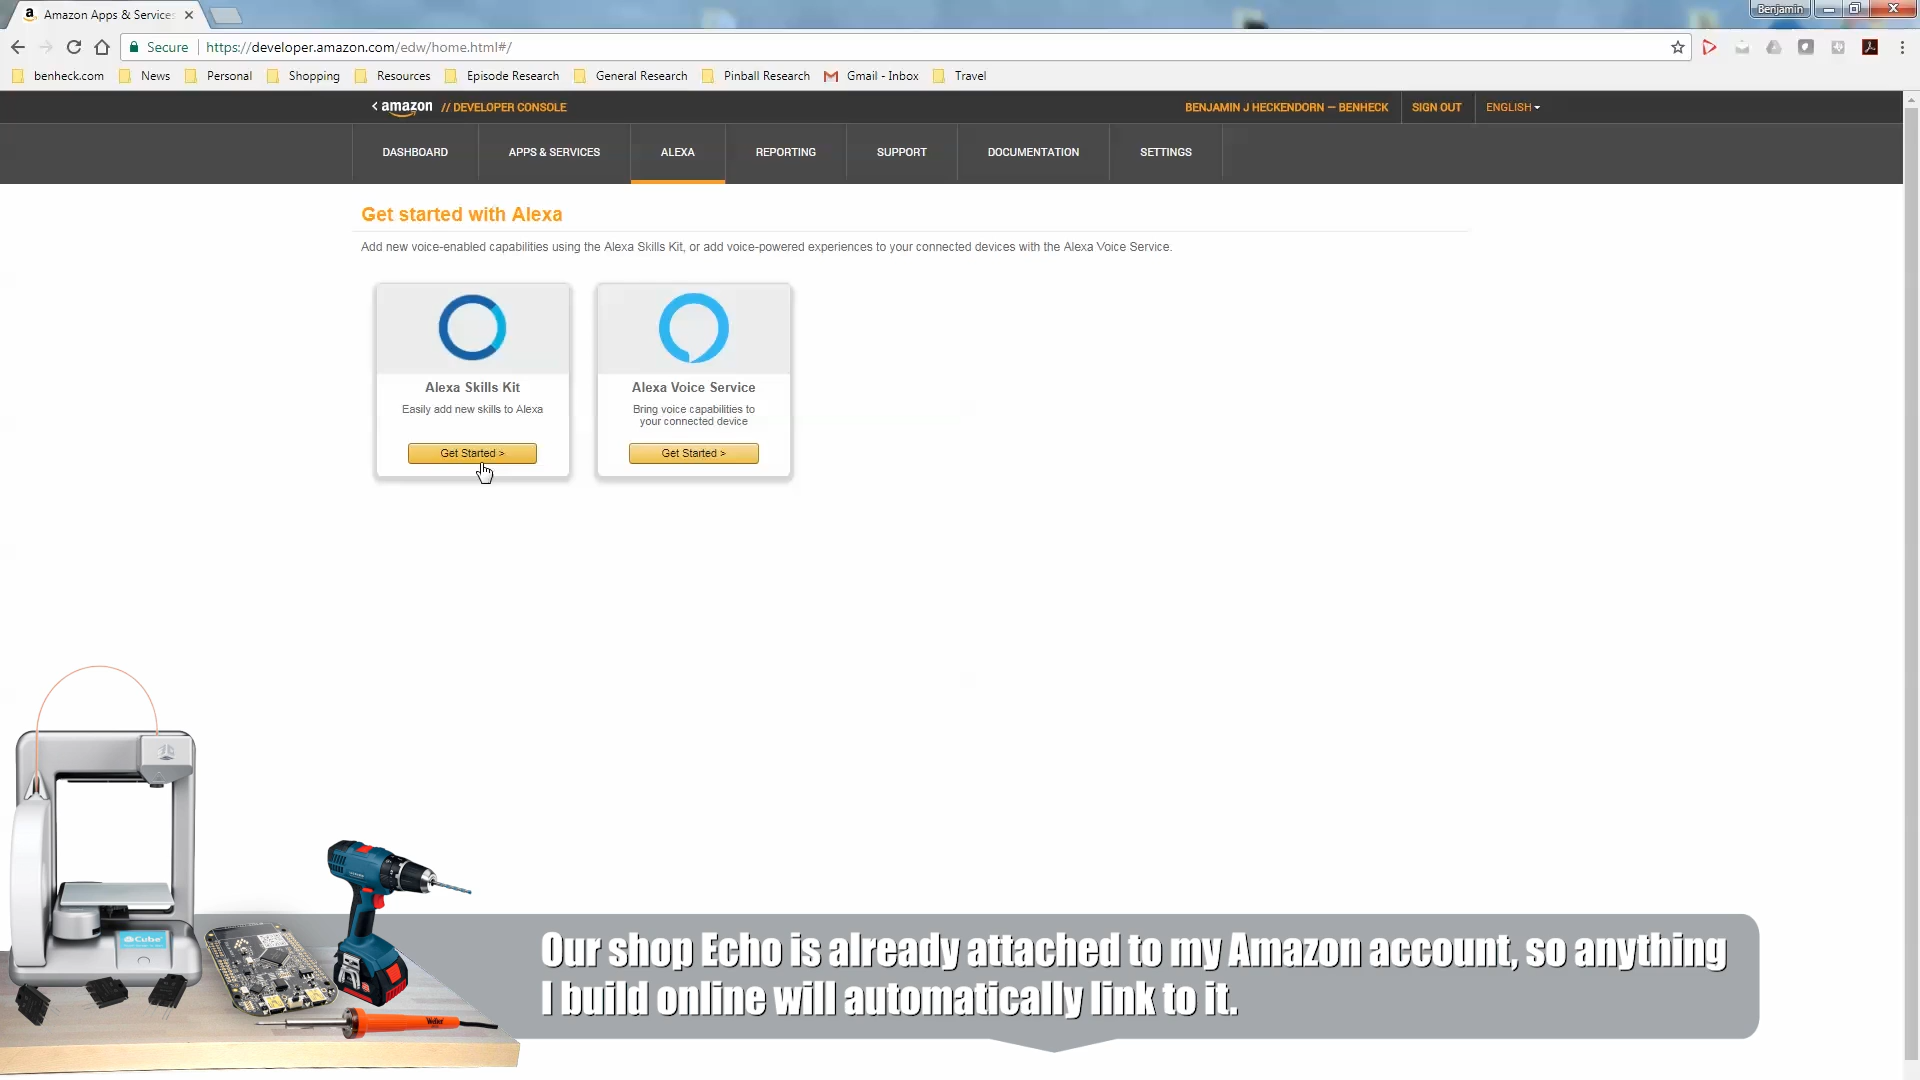 Amazon Apps & Services
Benjamin
Secure
https://developer.amazon.com/edw/home.html#/
benheck.com News Personal Shopping Resources Episode Research General Research Pinball Research Gmail - Inbox Travel
< amazon // DEVELOPER CONSOLE
BENJAMIN J HECKENDORN — BENHECK SIGN OUT ENGLISH
DASHBOARD APPS & SERVICES ALEXA REPORTING SUPPORT DOCUMENTATION SETTINGS
Get started with Alexa
Add new voice-enabled capabilities using the Alexa Skills Kit, or add voice-powered experiences to your connected devices with the Alexa Voice Service.
Alexa Skills Kit
Easily add new skills to Alexa
Get Started >
Alexa Voice Service
Bring voice capabilities to
your connected device
Get Started >
Cube
Weller
Our shop Echo is already attached to my Amazon account, so anything
I build online will automatically link to it.